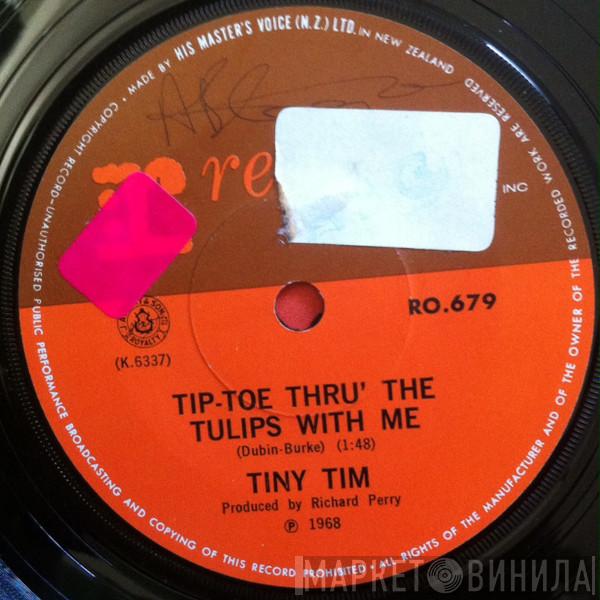 MADE BY HIS MASTER'S VOICE (N.Z.) LTD. IN NEW ZEALAND
re
INC
RO.679
& SON
ROYALTY
(K.6337)
TIP-TOE THRU' THE
TULIPS WITH ME
(Dubin-Burke) (1:48)
TINY TIM
Produced by Richard Perry
℗ 1968
• COPYRIGHT RECORD—UNAUTHORISED PUBLIC PERFORMANCE BROADCASTING AND COPYING OF THIS RECORD PROHIBITED • ALL RIGHTS OF THE MANUFACTURER AND OF THE OWNER OF THE RECORDED WORK ARE RESERVED
МАРКЕТ ВИНИЛА